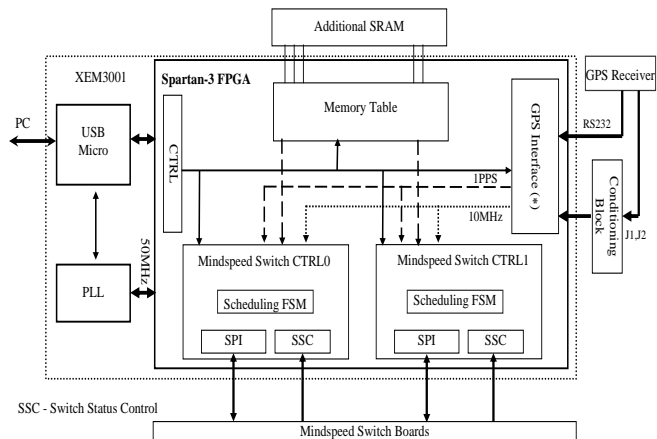 Additional SRAM
XEM3001
Spartan-3 FPGA
GPS Receiver
PC
USB
Micro
CTRL
Memory Table
GPS Interface (*)
RS232
1PPS
10MHz
Conditioning
Block
J1,J2
50MHz
PLL
Mindspeed Switch CTRL0
Scheduling FSM
SPI
SSC
Mindspeed Switch CTRL1
Scheduling FSM
SPI
SSC
SSC - Switch Status Control
Mindspeed Switch Boards